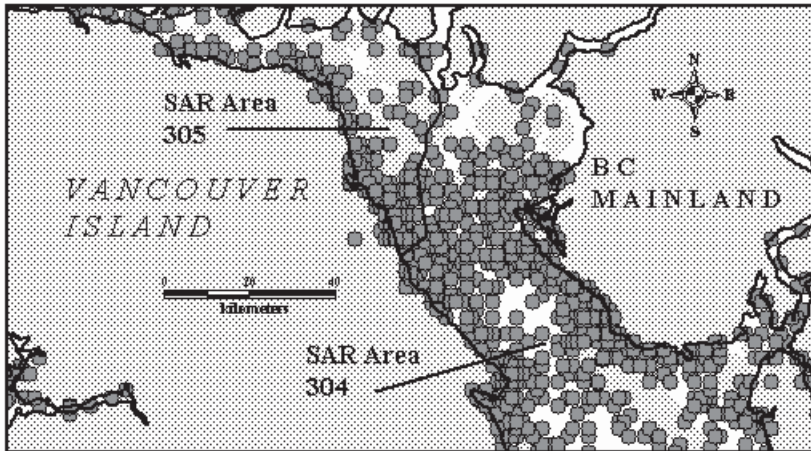 SAR Area
305
N
W E
S
VANCOUVER
ISLAND
BC
MAINLAND
0 20 40
kilometers
SAR Area
304